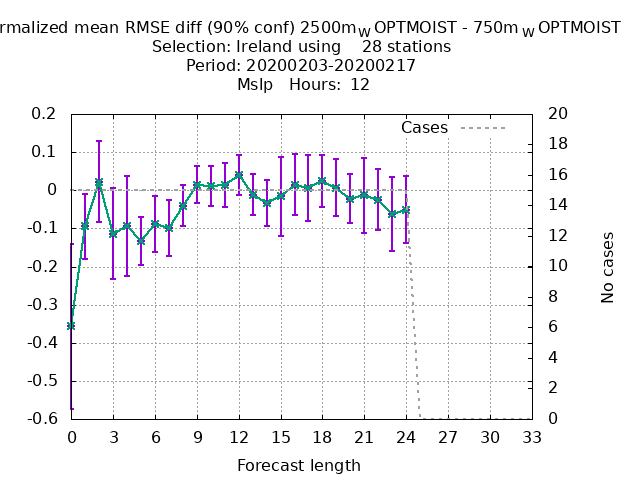 rmalized mean RMSE diff (90% conf) 2500m W OPTMOIST - 750m W OPTMOIST
Selection: Ireland using 28 stations
Period: 20200203-20200217
Mslp Hours: 12
Cases
0.2
0.1
0
-0.1
-0.2
-0.3
-0.4
-0.5
-0.6
20
18
16
14
12
10
8
6
4
2
0
No cases
0 3 6 9 12 15 18 21 24 27 30 33
Forecast length